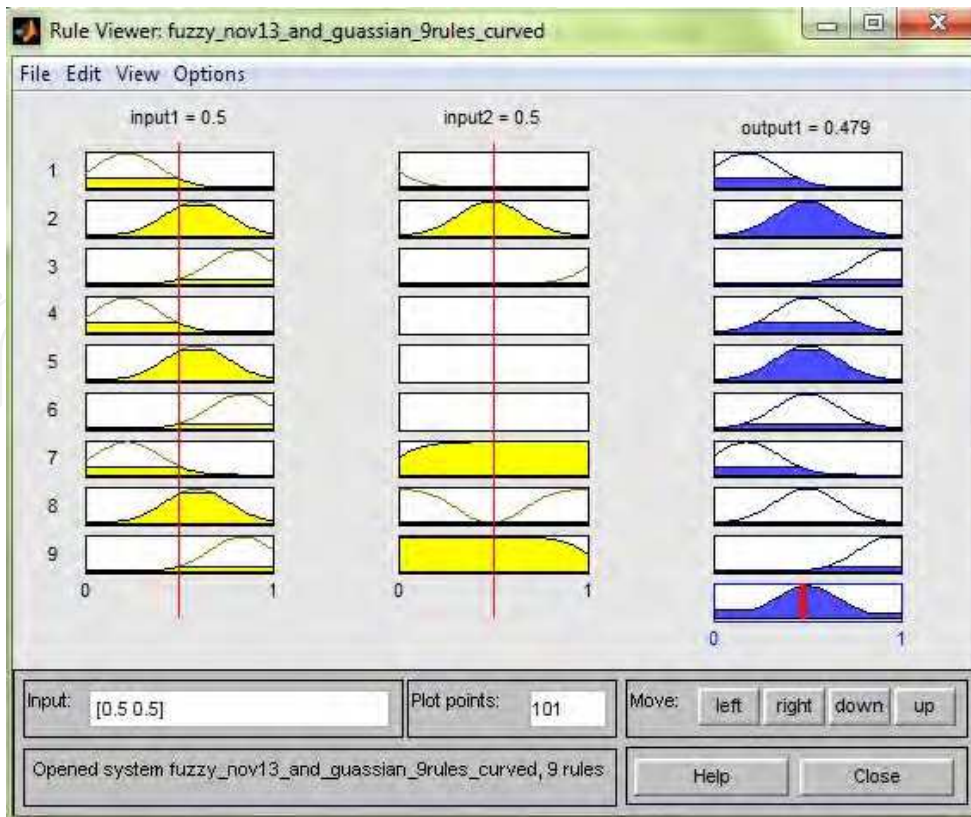 Rule Viewer: fuzzy_nov13_and_guassian_9rules_curved
File Edit View Options
input1 = 0.5
input2 = 0.5
output1 = 0.479
1
2
3
4
5
6
7
8
9
0 1
0 1
0 1
Input: [0.5 0.5]
Plot points: 101
Move: left right down up
Opened system fuzzy_nov13_and_guassian_9rules_curved, 9 rules
Help Close